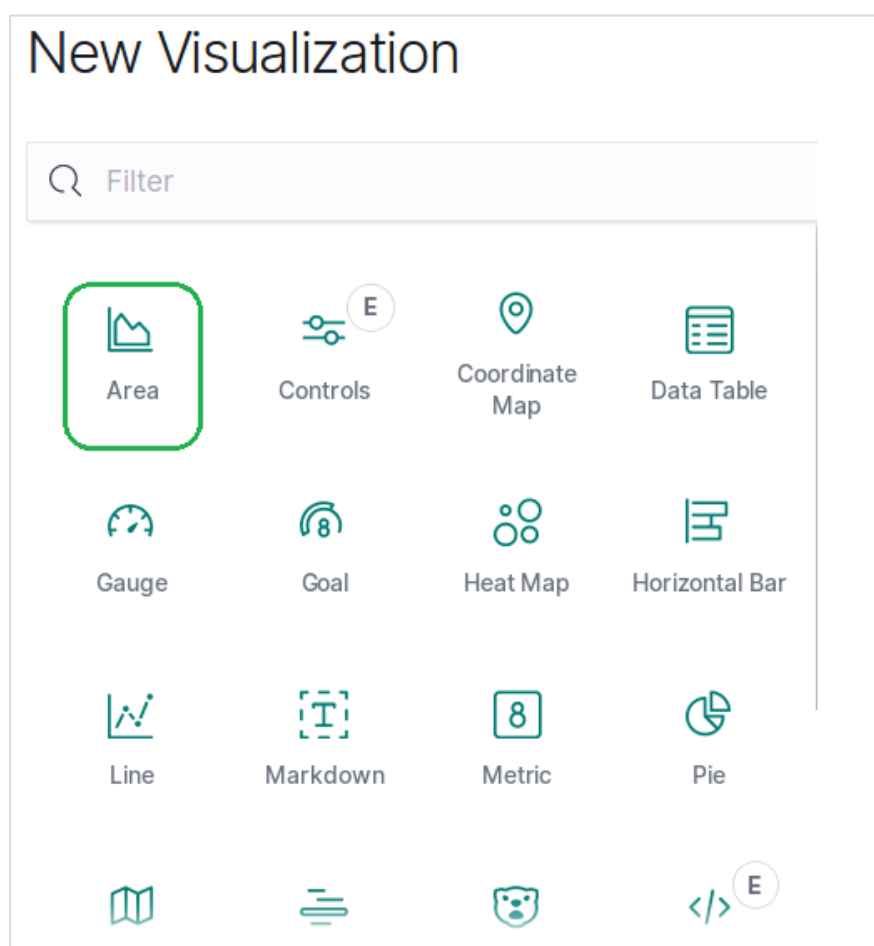 New Visualization
Filter
Area
E
Controls
Coordinate
Map
Data Table
Gauge
8
Goal
Heat Map
Horizontal Bar
Line
T
Markdown
8
Metric
Pie
E